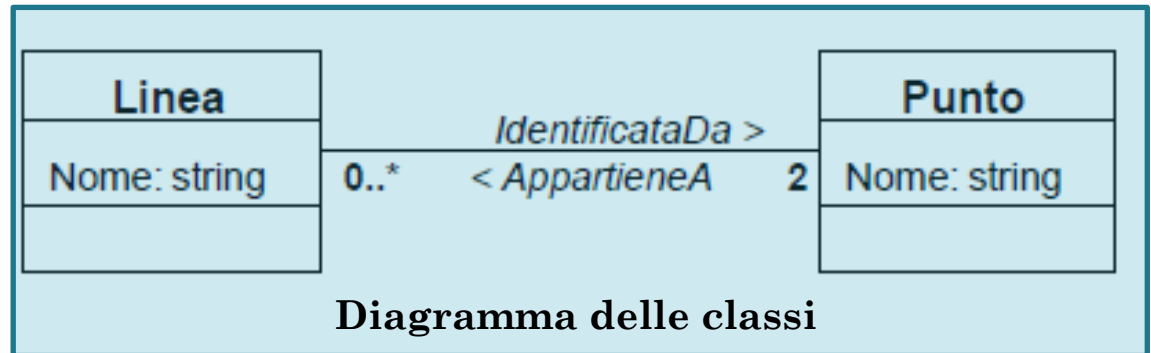 Linea
Punto
IdentificataDa >
Nome: string
0..*
< AppartieneA
2
Nome: string
Diagramma delle classi